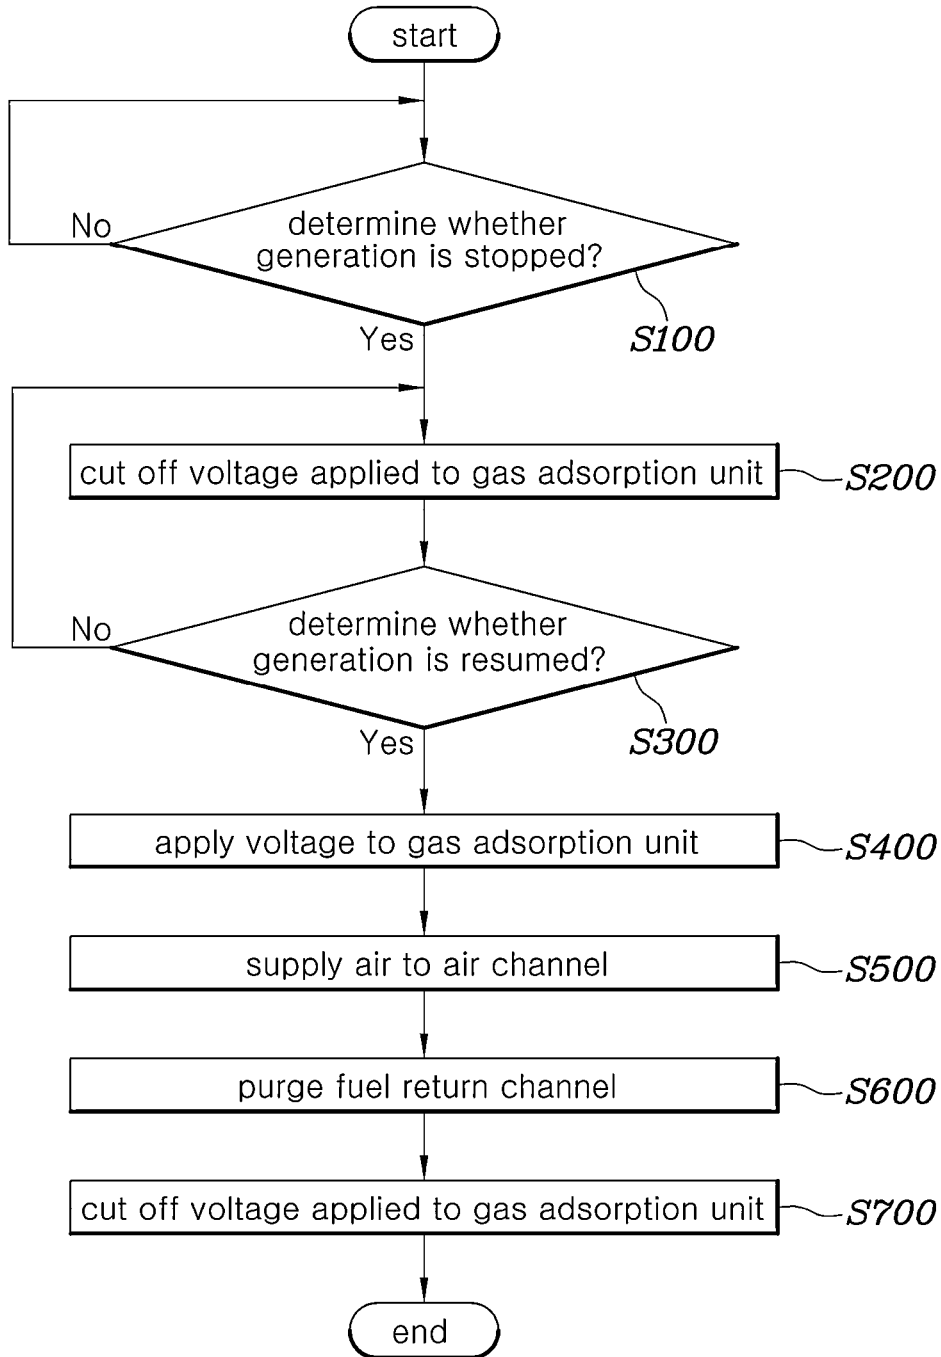 start
determine whether
generation is stopped?
No
Yes
S100
cut off voltage applied to gas adsorption unit
S200
determine whether
generation is resumed?
No
Yes
S300
apply voltage to gas adsorption unit
S400
supply air to air channel
S500
purge fuel return channel
S600
cut off voltage applied to gas adsorption unit
S700
end